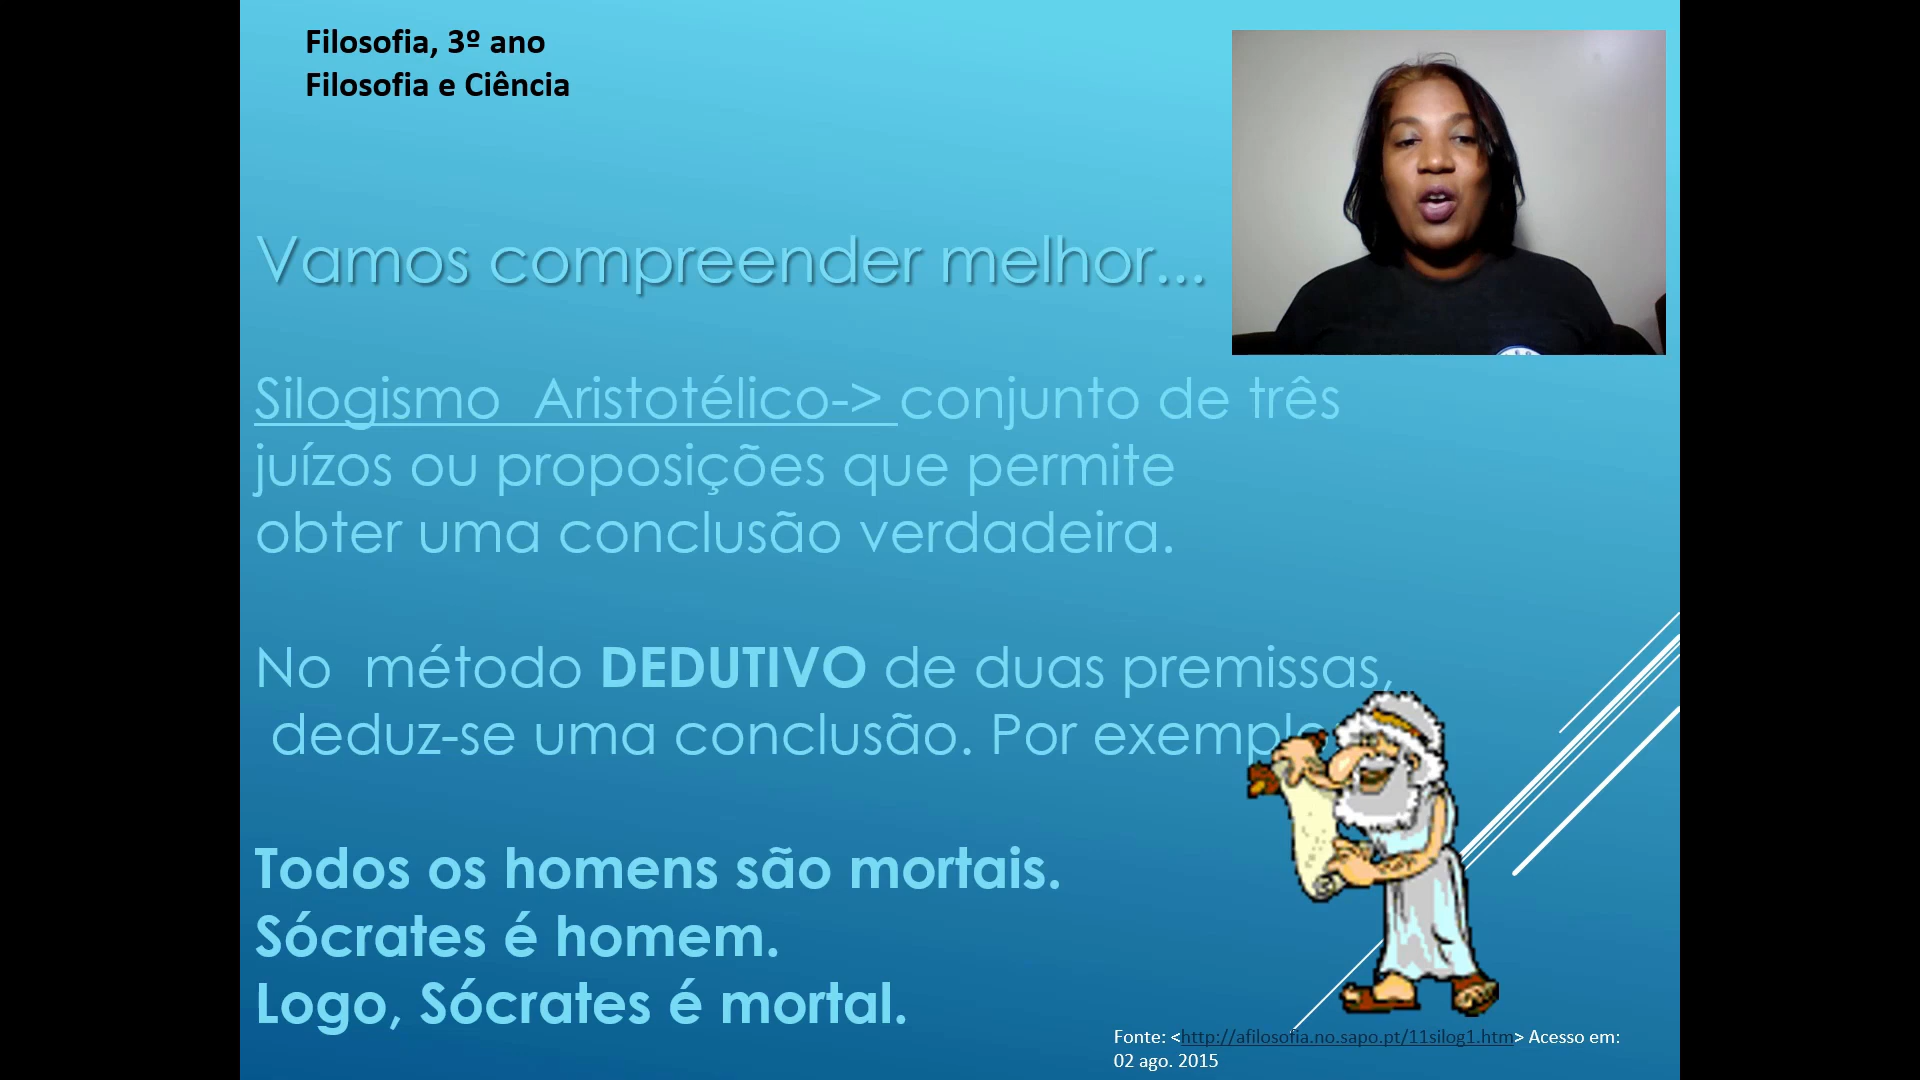 Filosofia, 3º ano
Filosofia e Ciência
Vamos compreender melhor...
Silogismo  Aristotélico-> conjunto de três
juízos ou proposições que permite
obter uma conclusão verdadeira.
No  método DEDUTIVO de duas premissas,
deduz-se uma conclusão. Por exemplo
Todos os homens são mortais.
Sócrates é homem.
Logo, Sócrates é mortal.
Fonte: <http://afilosofia.no.sapo.pt/11silog1.htm> Acesso em:
02 ago. 2015